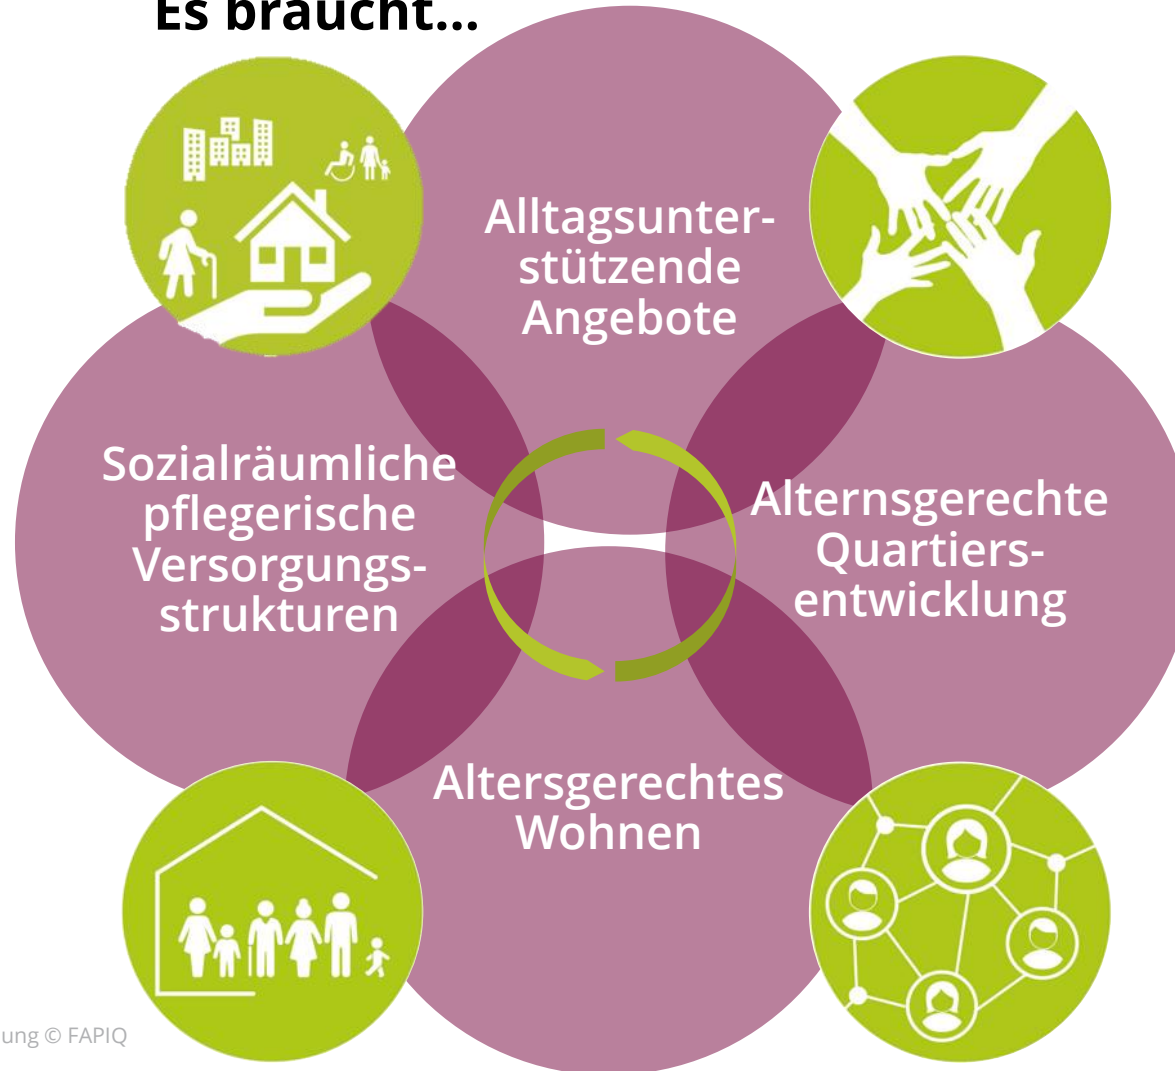 Es braucht...
Alltagsunter-
stützende
Angebote
Sozialräumliche
pflegerische
Versorgungs-
strukturen
Alternsgerechte
Quartiers-
entwicklung
Altersgerechtes
Wohnen
ung © FAPIQ